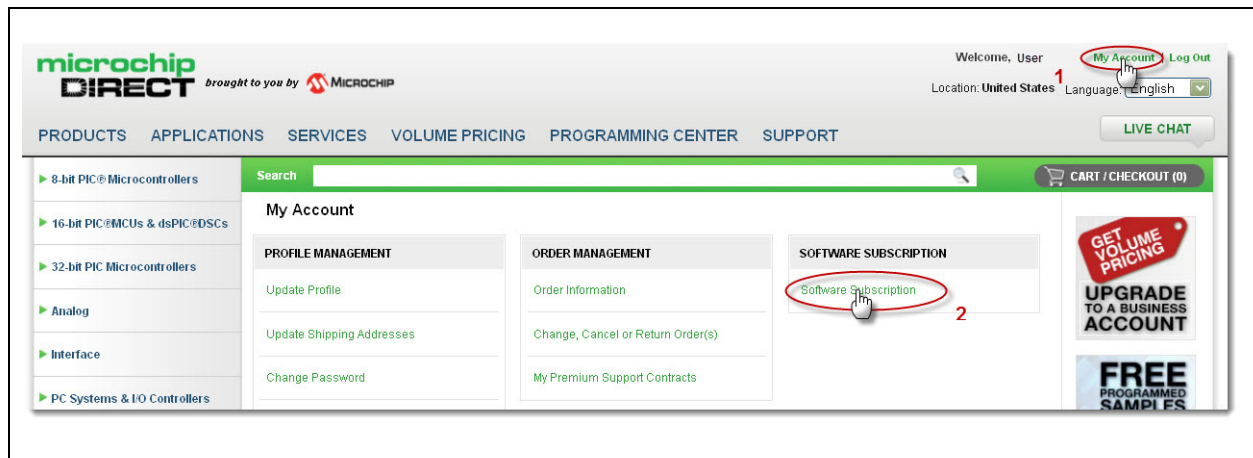 microchip
DIRECT brought to you by MICROCHIP
Welcome, User My Account | Log Out
1
Location: United States Language: English
PRODUCTS APPLICATIONS SERVICES VOLUME PRICING PROGRAMMING CENTER SUPPORT
LIVE CHAT
Search
CART / CHECKOUT (0)
8-bit PIC® Microcontrollers
16-bit PIC®MCUs & dsPIC®DSCs
32-bit PIC Microcontrollers
Analog
Interface
PC Systems & I/O Controllers
My Account
PROFILE MANAGEMENT
Update Profile
Update Shipping Addresses
Change Password
ORDER MANAGEMENT
Order Information
Change, Cancel or Return Order(s)
My Premium Support Contracts
SOFTWARE SUBSCRIPTION
Software Subscription
2
GET
VOLUME
PRICING
UPGRADE
TO A BUSINESS
ACCOUNT
FREE
PROGRAMMED
SAMPLES